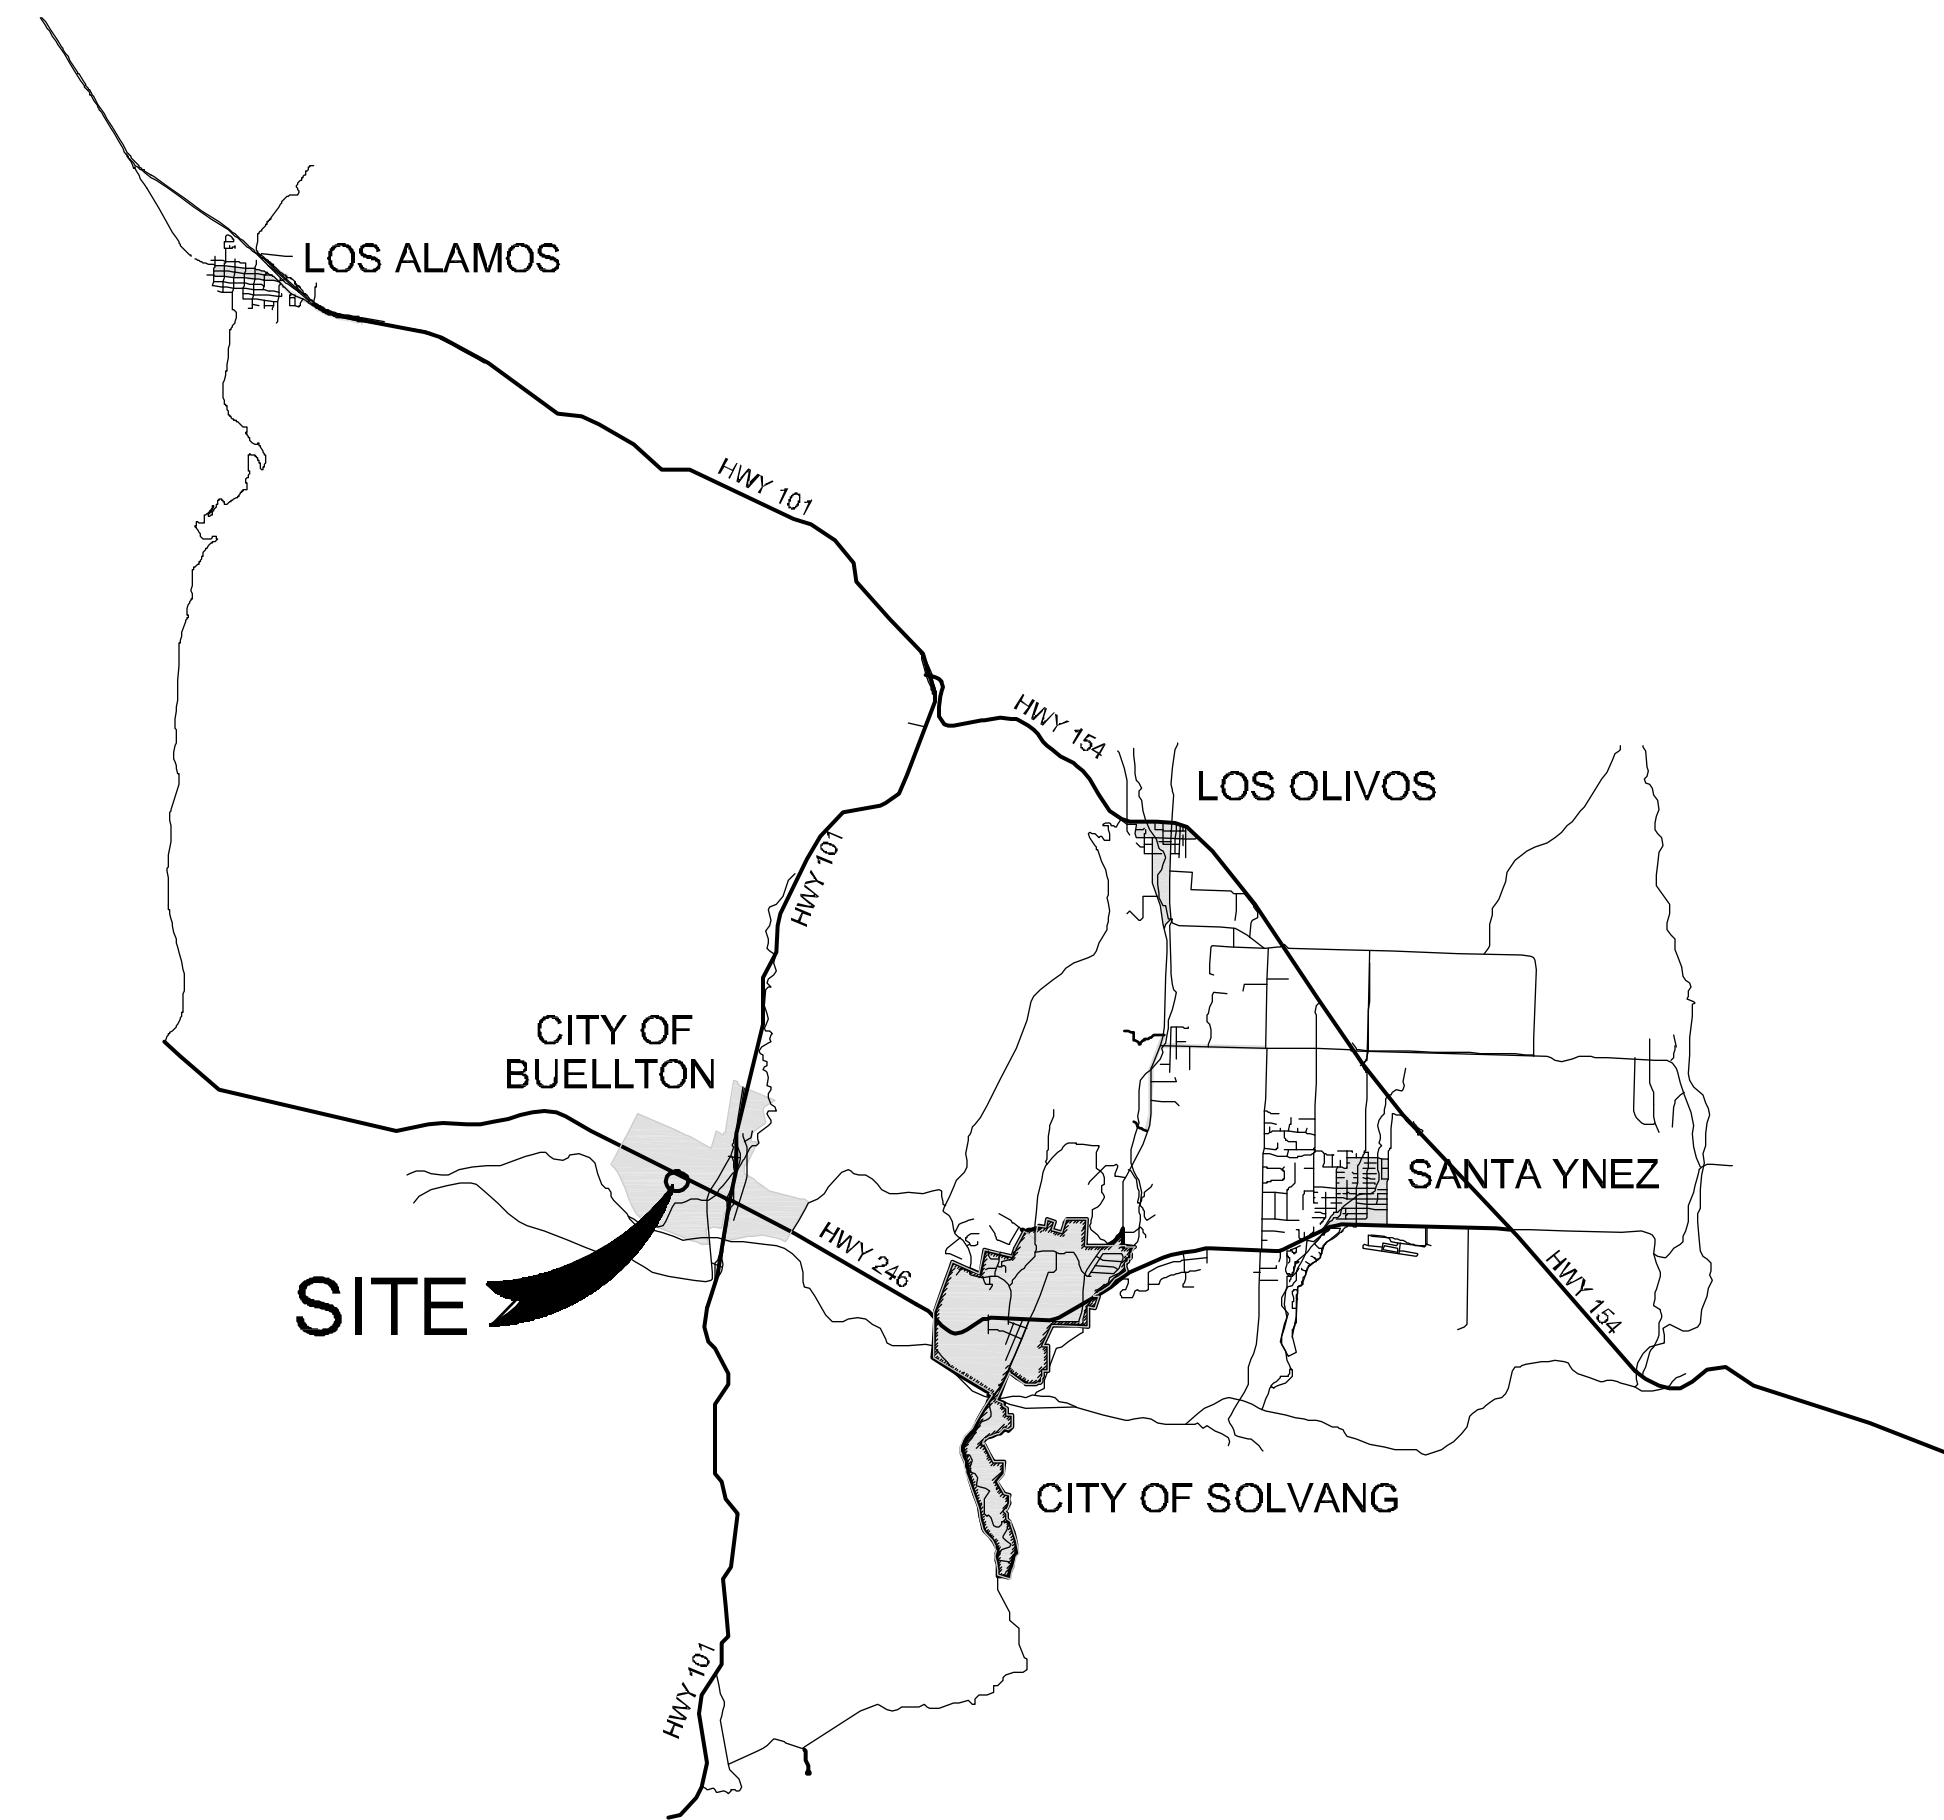 LOS ALAMOS
HWY 101
HWY 154
LOS OLIVOS
HWY 101
CITY OF
BUELLTON
SANTA YNEZ
HWY 246
SITE
HWY 154
CITY OF SOLVANG
HWY 101